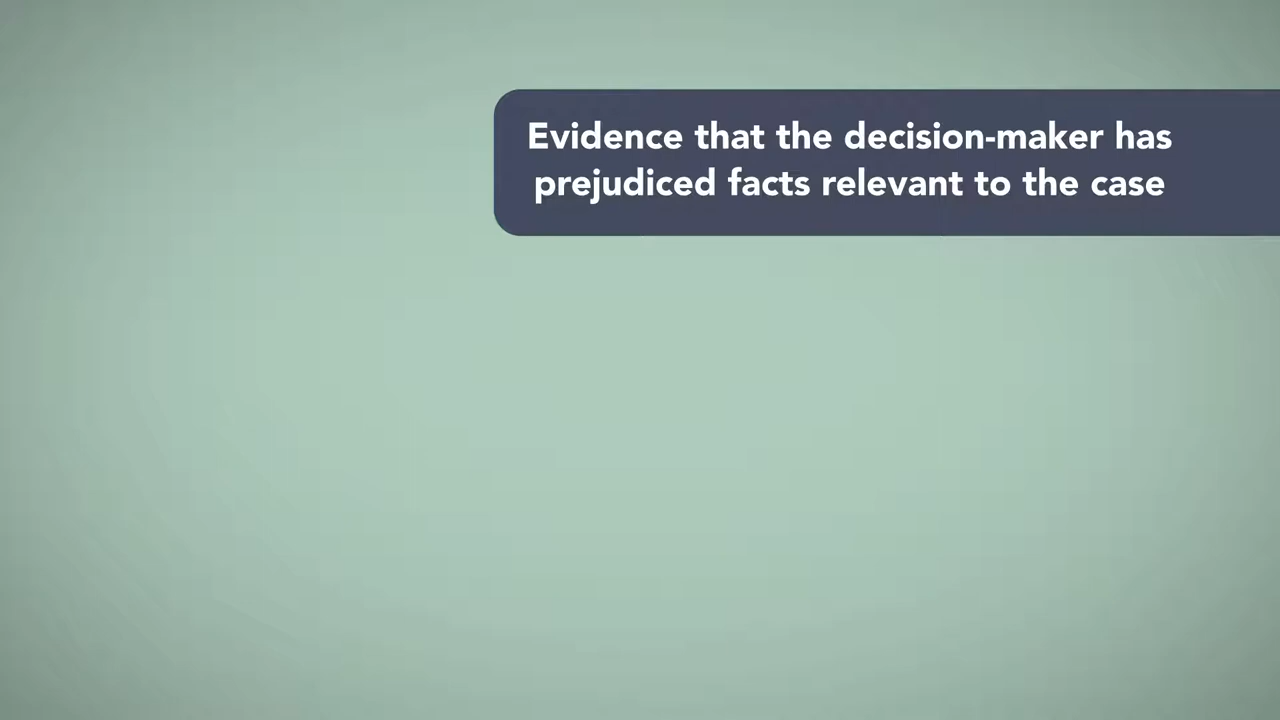 Evidence that the decision-maker has
prejudiced facts relevant to the case